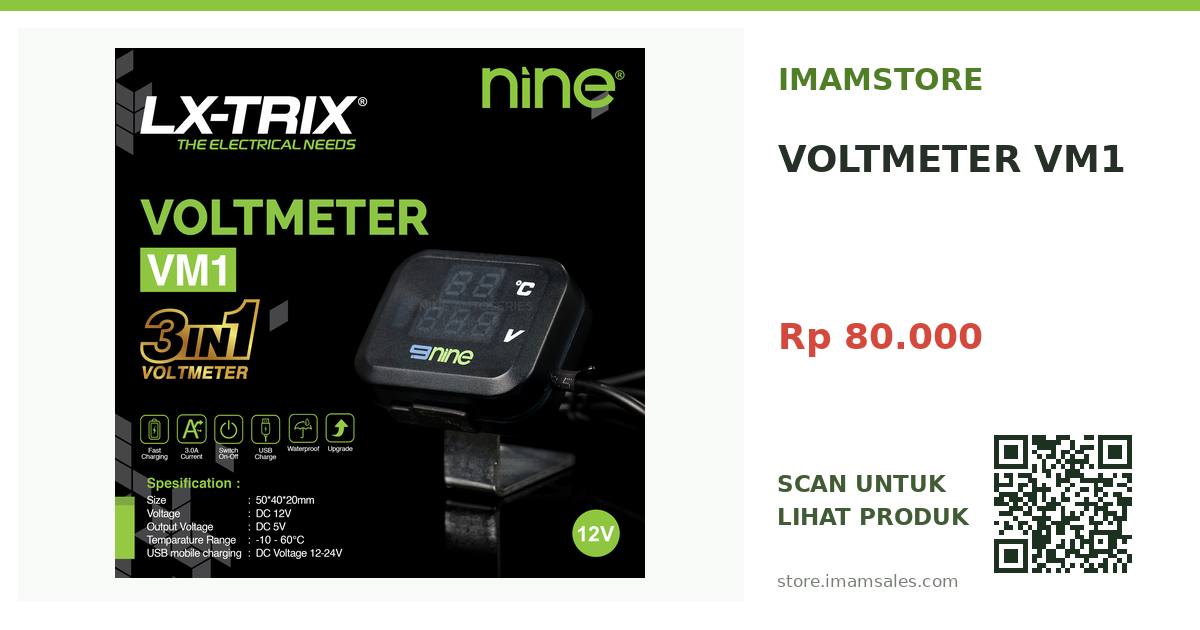 LX-TRIX®
THE ELECTRICAL NEEDS
nine®
VOLTMETER
VM1
3IN1
VOLTMETER
°C
V
9nine
Fast Charging
3.0A Current
Switch On-Off
USB Charge
Waterproof
Upgrade
Spesification :
Size : 50*40*20mm
Voltage : DC 12V
Output Voltage : DC 5V
Temparature Range : -10 - 60°C
USB mobile charging : DC Voltage 12-24V
12V
IMAMSTORE
VOLTMETER VM1
Rp 80.000
SCAN UNTUK
LIHAT PRODUK
store.imamsales.com